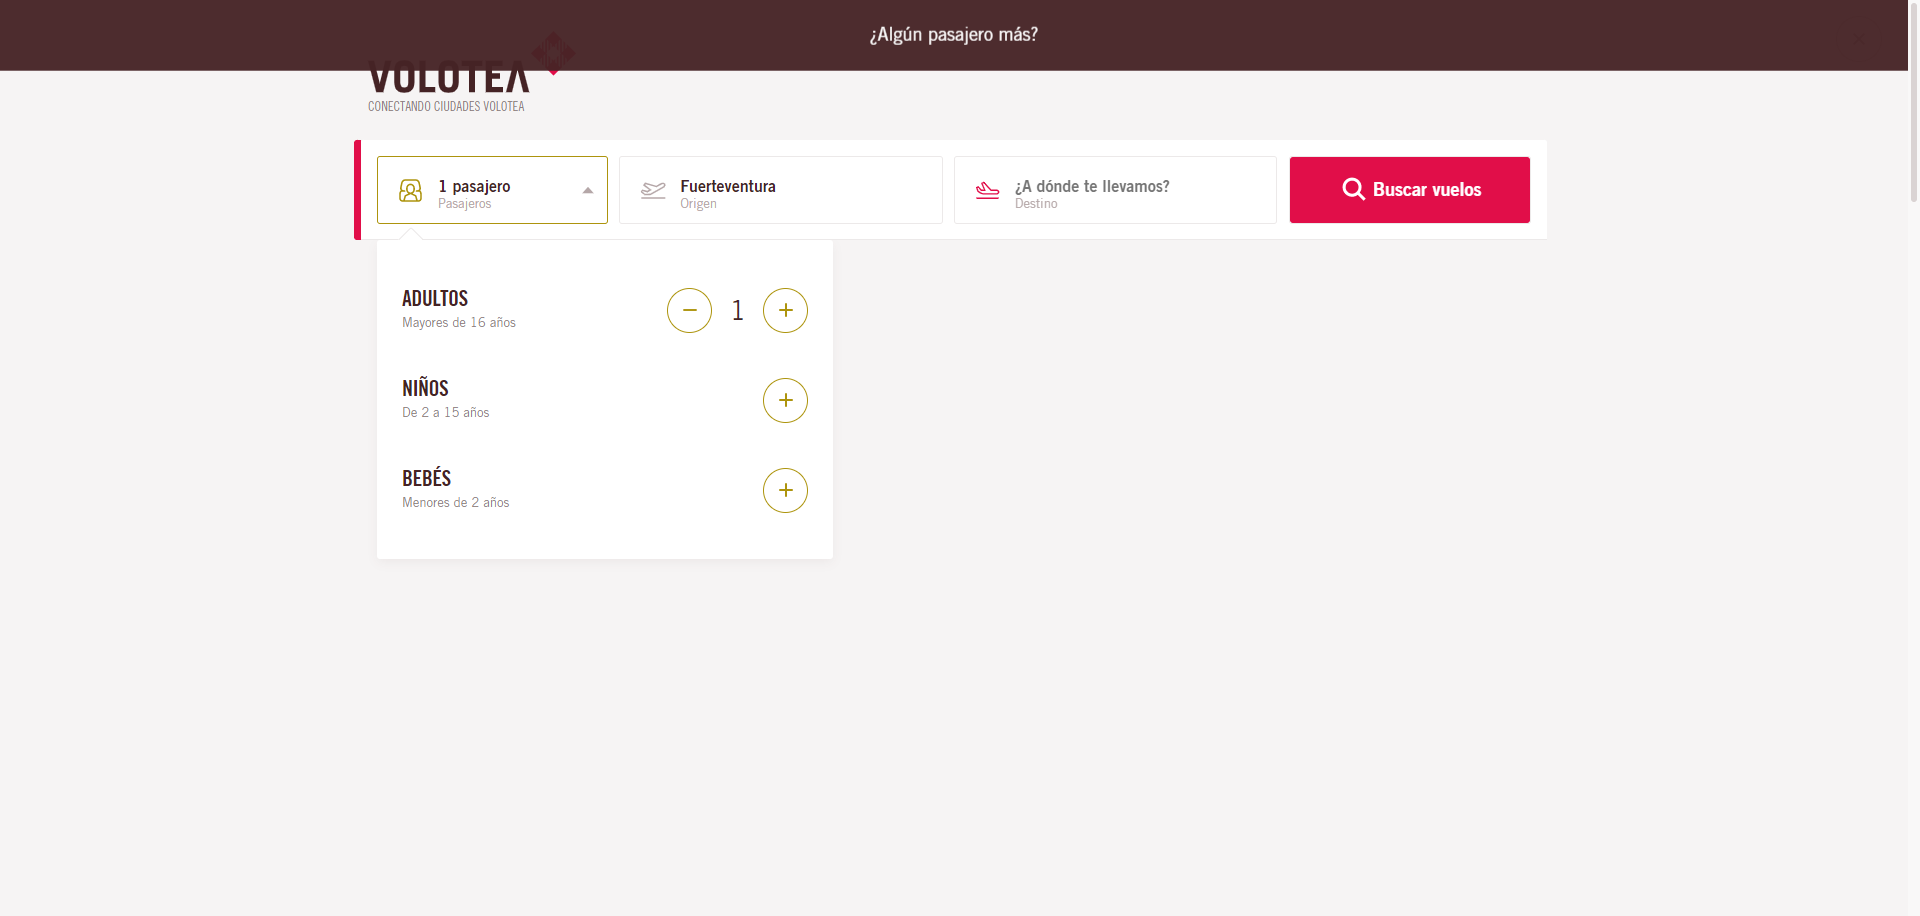 ¿Algún pasajero más?
VOLOTEA
CONECTANDO CIUDADES VOLOTEA
1 pasajero
Pasajeros
Fuerteventura
Origen
¿A dónde te llevamos?
Destino
Buscar vuelos
ADULTOS
Mayores de 16 años
1
NIÑOS
De 2 a 15 años
BEBÉS
Menores de 2 años